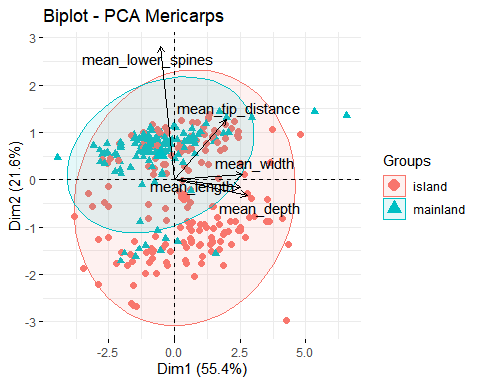 Biplot - PCA Mericarps
3
2
1
0
-1
-2
-3
Dim2 (21.6%)
mean_lower_spines
mean_tip_distance
mean_width
mean_length
mean_depth
-2.5
0.0
2.5
5.0
Dim1 (55.4%)
Groups
island
mainland